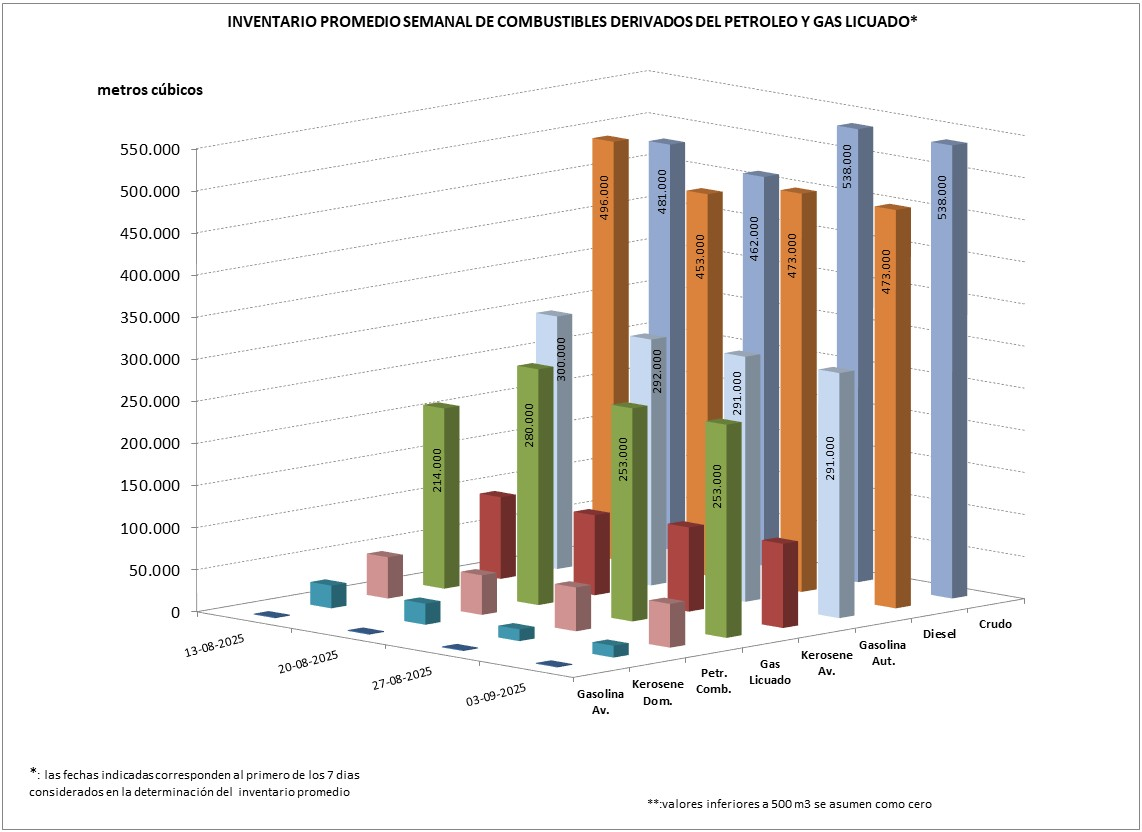 INVENTARIO PROMEDIO SEMANAL DE COMBUSTIBLES DERIVADOS DEL PETROLEO Y GAS LICUADO*
metros cúbicos
550.000
500.000
450.000
400.000
350.000
300.000
250.000
200.000
150.000
100.000
50.000
0
496.000
481.000
453.000
462.000
473.000
538.000
473.000
538.000
300.000
292.000
291.000
291.000
214.000
280.000
253.000
253.000
13-08-2025
20-08-2025
27-08-2025
03-09-2025
Gasolina
Av.
Kerosene
Dom.
Petr.
Comb.
Gas
Licuado
Kerosene
Av.
Gasolina
Aut.
Diesel
Crudo
*: las fechas indicadas corresponden al primero de los 7 dias
considerados en la determinación del inventario promedio
**:valores inferiores a 500 m3 se asumen como cero